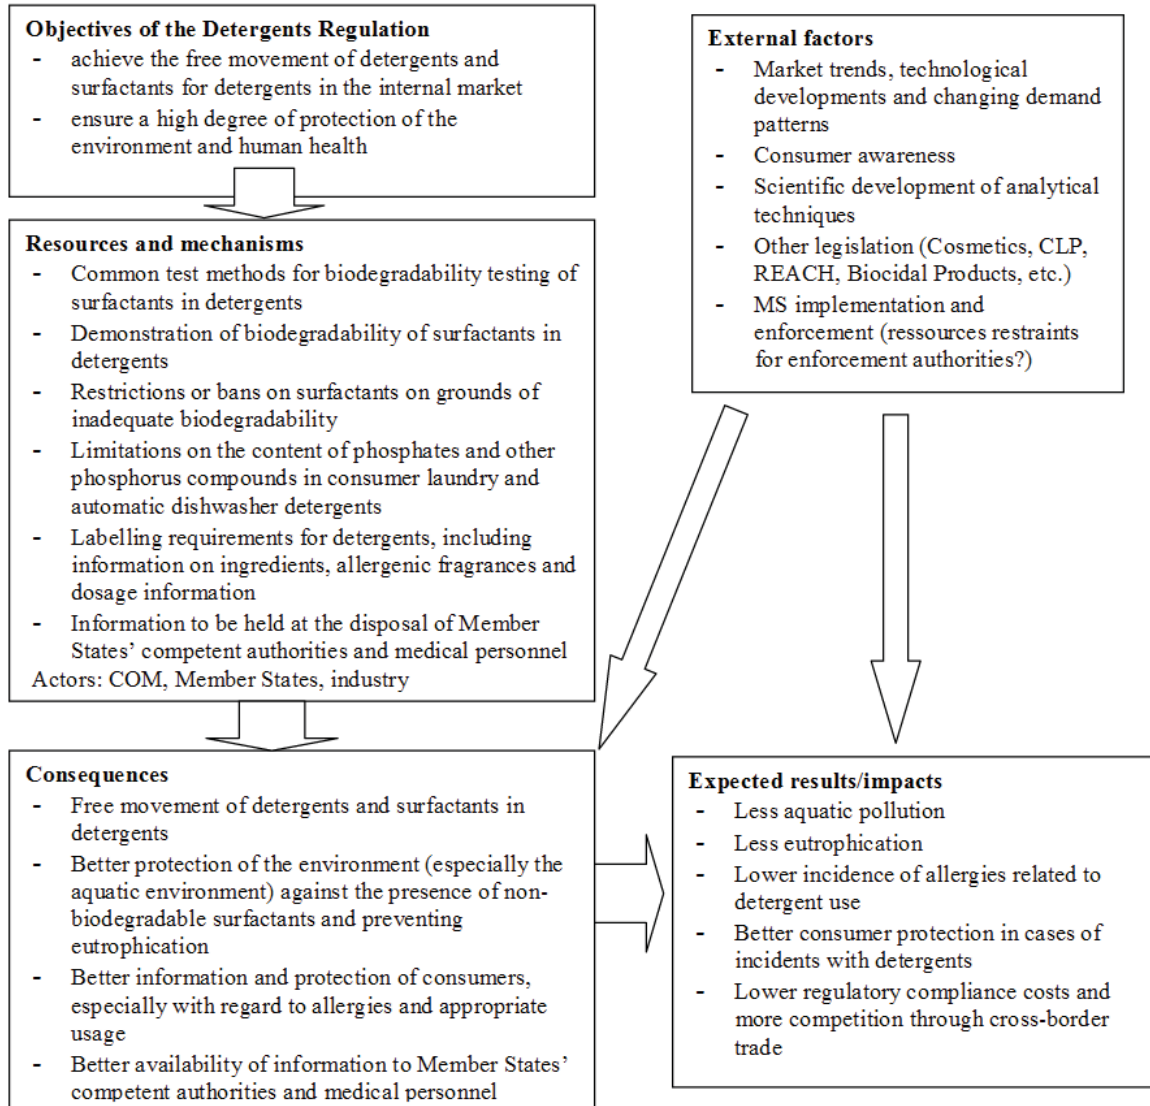 Objectives of the Detergents Regulation
- achieve the free movement of detergents and
surfactants for detergents in the internal market
- ensure a high degree of protection of the
environment and human health
Resources and mechanisms
- Common test methods for biodegradability testing of
surfactants in detergents
- Demonstration of biodegradability of surfactants in
detergents
- Restrictions or bans on surfactants on grounds of
inadequate biodegradability
- Limitations on the content of phosphates and other
phosphorus compounds in consumer laundry and
automatic dishwasher detergents
- Labelling requirements for detergents, including
information on ingredients, allergenic fragrances and
dosage information
- Information to be held at the disposal of Member
States’ competent authorities and medical personnel
Actors: COM, Member States, industry
Consequences
- Free movement of detergents and surfactants in
detergents
- Better protection of the environment (especially the
aquatic environment) against the presence of non-
biodegradable surfactants and preventing
eutrophication
- Better information and protection of consumers,
especially with regard to allergies and appropriate
usage
- Better availability of information to Member States’
competent authorities and medical personnel
External factors
- Market trends, technological
developments and changing demand
patterns
- Consumer awareness
- Scientific development of analytical
techniques
- Other legislation (Cosmetics, CLP,
REACH, Biocidal Products, etc.)
- MS implementation and
enforcement (ressources restraints
for enforcement authorities?)
Expected results/impacts
- Less aquatic pollution
- Less eutrophication
- Lower incidence of allergies related to
detergent use
- Better consumer protection in cases of
incidents with detergents
- Lower regulatory compliance costs and
more competition through cross-border
trade